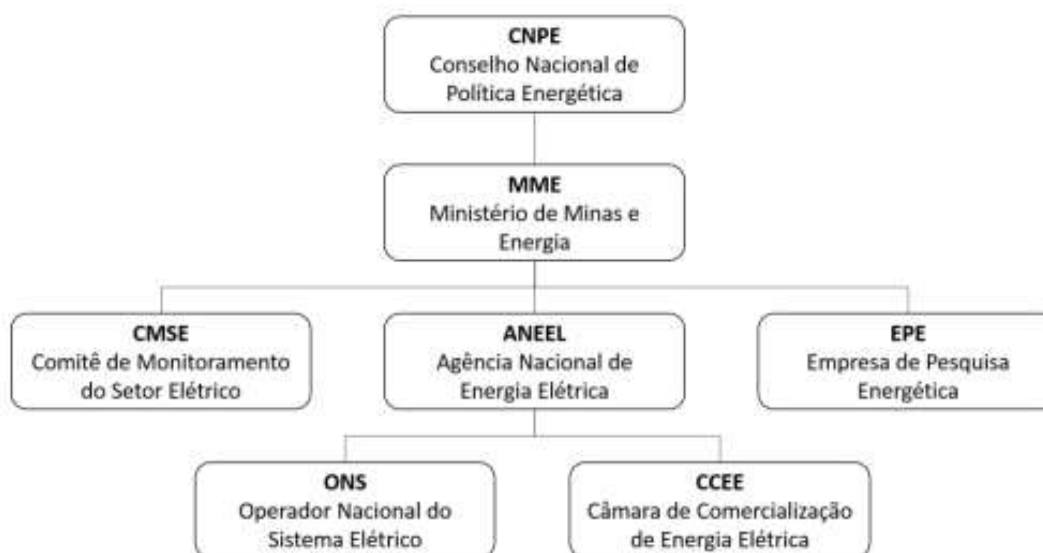 CNPE
Conselho Nacional de
Política Energética
MME
Ministério de Minas e
Energia
CMSE
Comitê de Monitoramento
do Setor Elétrico
ANEEL
Agência Nacional de
Energia Elétrica
EPE
Empresa de Pesquisa
Energética
ONS
Operador Nacional do
Sistema Elétrico
CCEE
Câmara de Comercialização
de Energia Elétrica